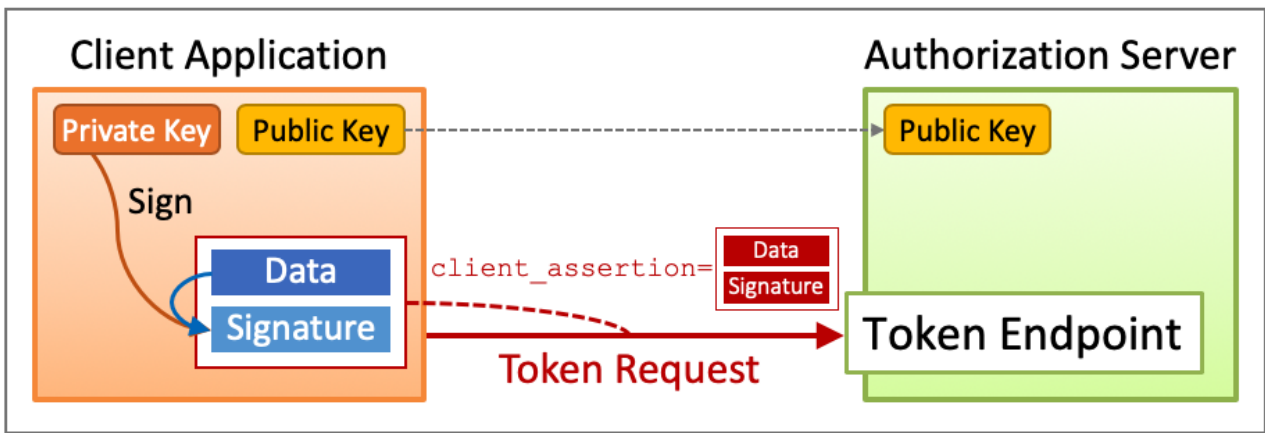 Client Application
Authorization Server
Private Key
Public Key
Public Key
Sign
Data
Signature
client_assertion=
Data
Signature
Token Endpoint
Token Request